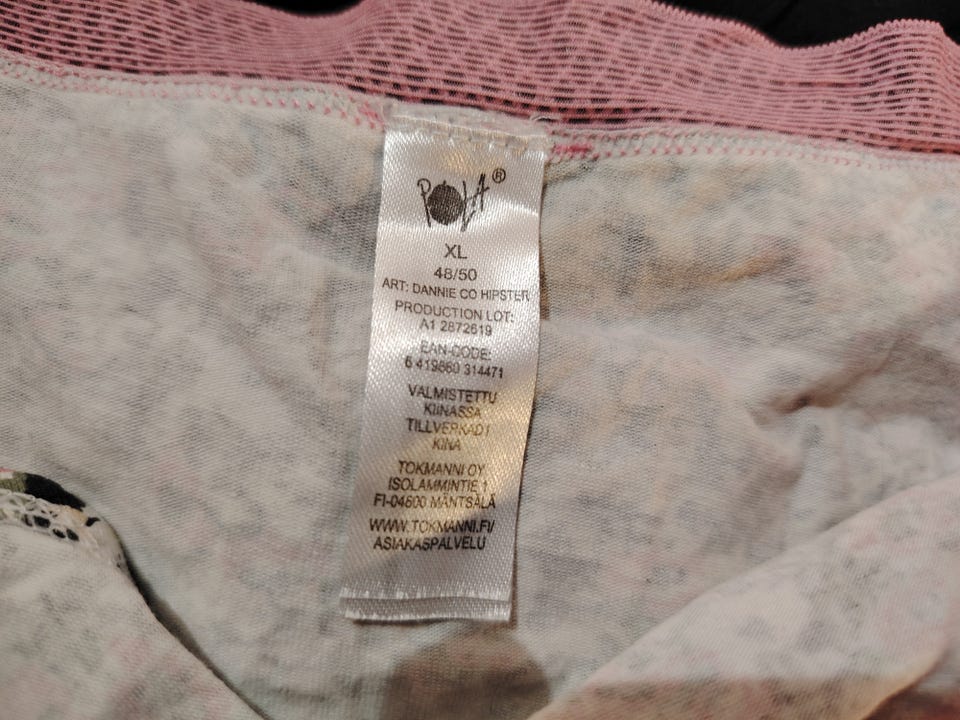 POLA®
XL
48/50
ART: DANNIE CO HIPSTER
PRODUCTION LOT:
A1 2872619
EAN-CODE:
6 419860 314471
VALMISTETTU
KIINASSA
TILLVERKAD I
KINA
TOKMANNI OY
ISOLAMMINTIE 1
FI-04600 MÄNTSÄLÄ
WWW.TOKMANNI.FI/
ASIAKASPALVELU